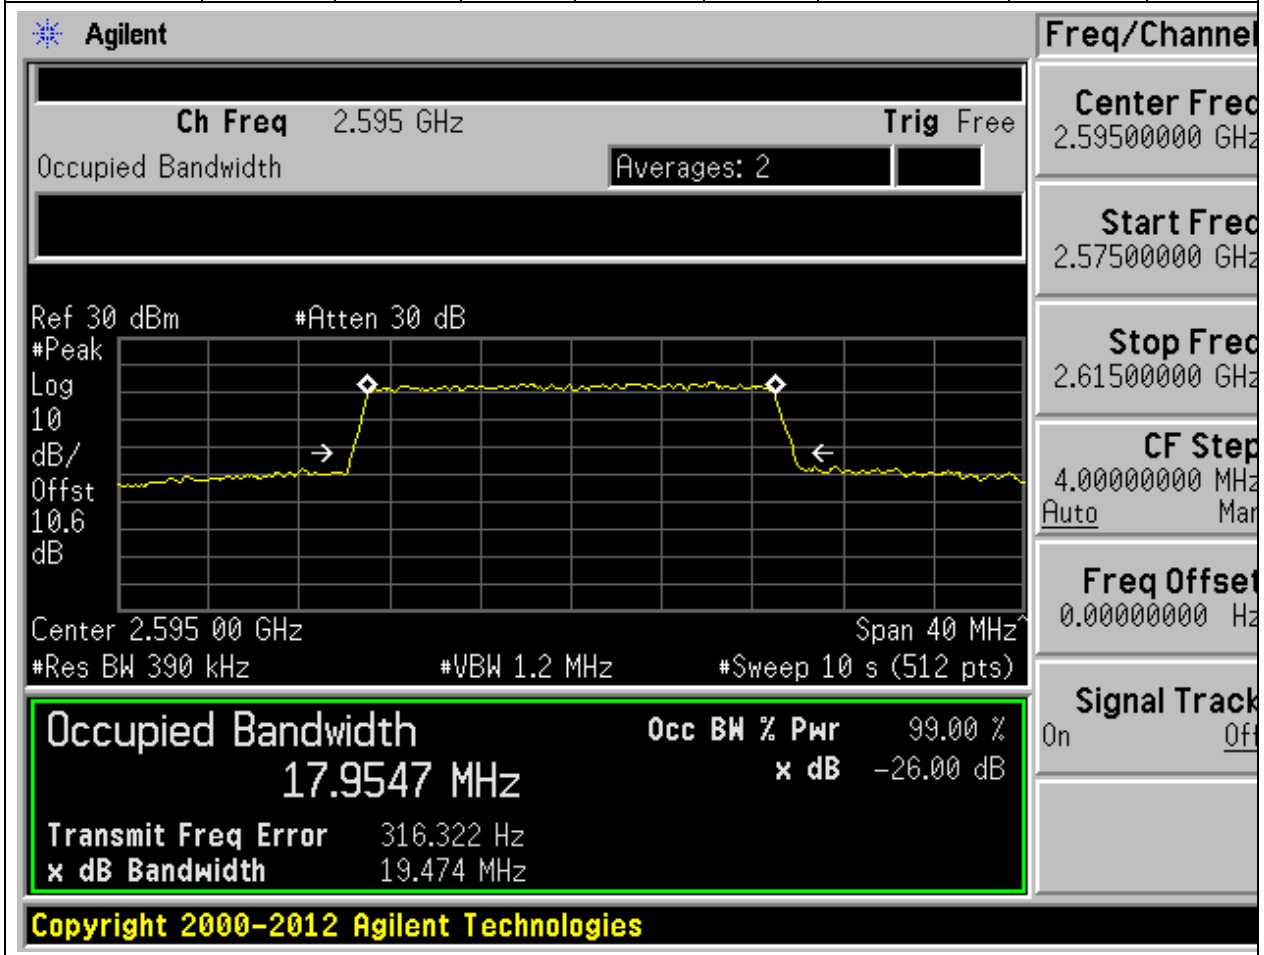 Agilent
Freq/Channel
Ch Freq 2.595 GHz Trig Free
Occupied Bandwidth Averages: 2
Center Freq
2.59500000 GHz
Start Freq
2.57500000 GHz
Stop Freq
2.61500000 GHz
CF Step
4.00000000 MHz
Auto Man
Freq Offset
0.00000000 Hz
Signal Track
On Off
Ref 30 dBm #Atten 30 dB
#Peak
Log
10
dB/
Offst
10.6
dB
Center 2.595 00 GHz Span 40 MHz^
#Res BW 390 kHz #VBW 1.2 MHz #Sweep 10 s (512 pts)
Occupied Bandwidth Occ BW % Pwr 99.00 %
17.9547 MHz x dB -26.00 dB
Transmit Freq Error 316.322 Hz
x dB Bandwidth 19.474 MHz
Copyright 2000-2012 Agilent Technologies